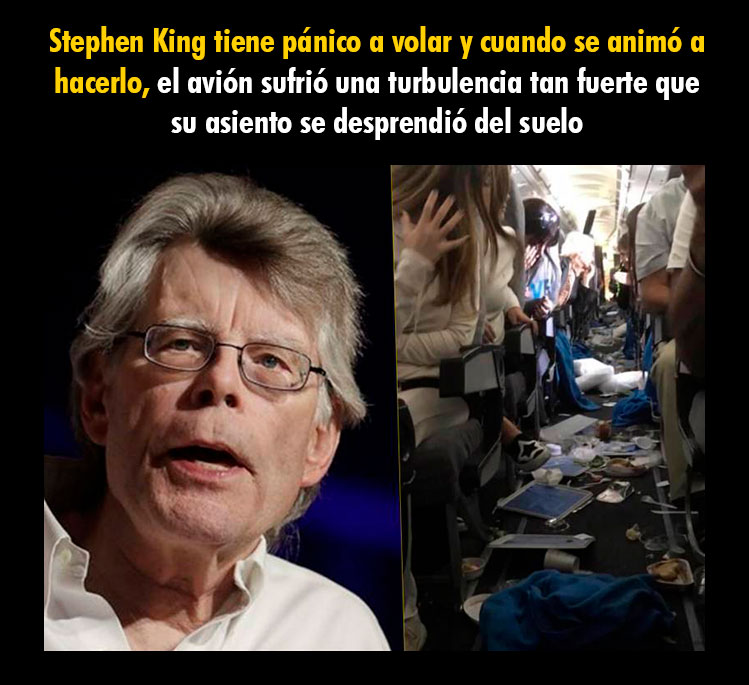 Stephen King tiene pánico a volar y cuando se animó a
hacerlo, el avión sufrió una turbulencia tan fuerte que
su asiento se desprendió del suelo